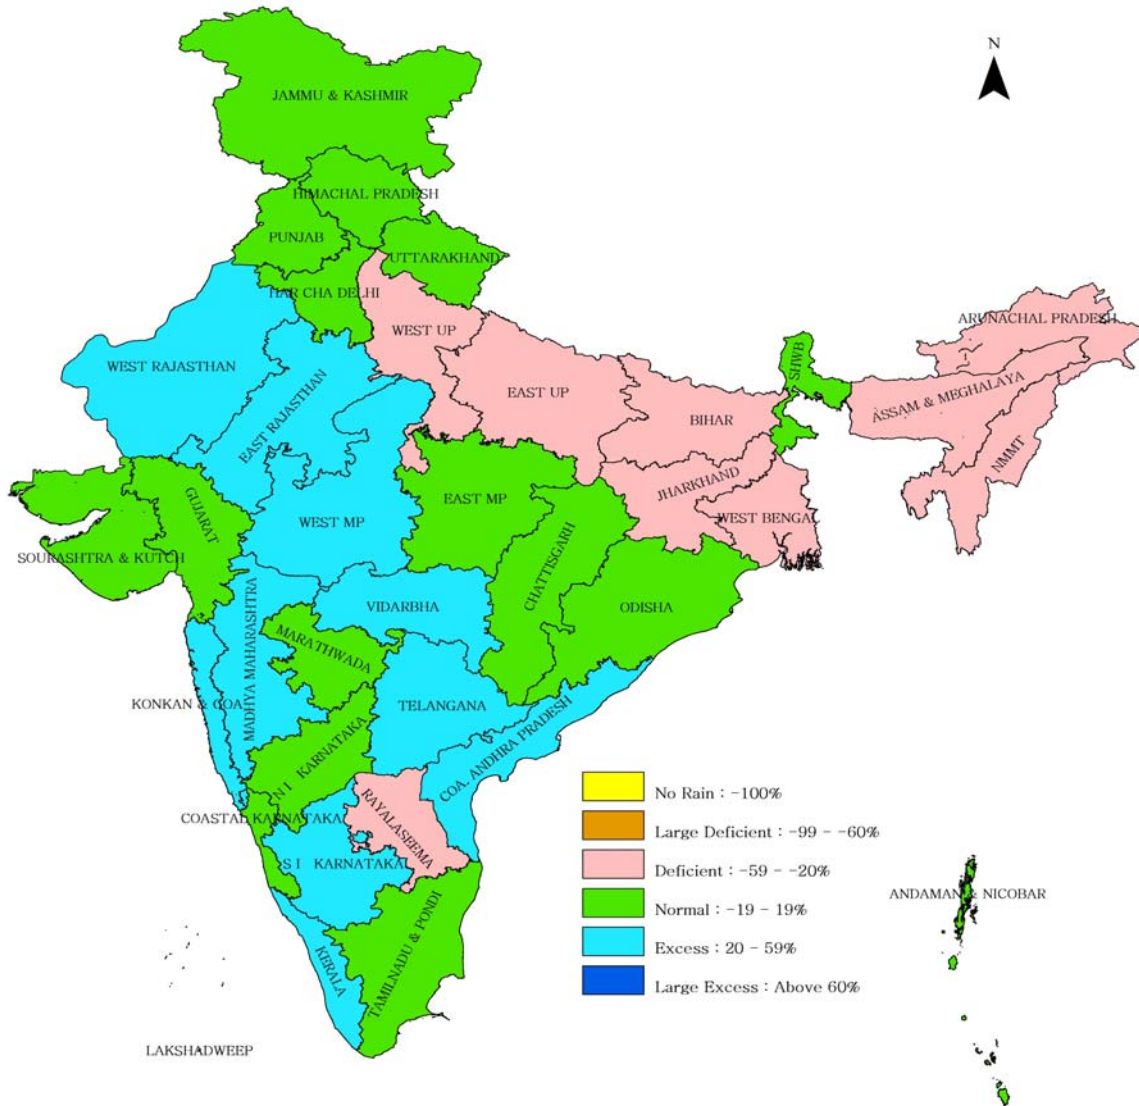 N
JAMMU & KASHMIR
HIMACHAL PRADESH
PUNJAB
UTTARAKHAND
HAR CHA DELHI
WEST UP
ARUNACHAL PRADESH
WEST RAJASTHAN
EAST RAJASTHAN
EAST UP
SHWB
ASSAM & MEGHALAYA
BIHAR
NMMT
JHARKHAND
GUJARAT
EAST MP
WEST MP
WEST BENGAL
SOURASHTRA & KUTCH
CHATTISGARH
VIDARBHA
ODISHA
MARATHWADA
MADHYA MAHARASHTRA
KONKAN & GOA
TELANGANA
COA. ANDHRA PRADESH
N I KARNATAKA
RAYALASEEMA
COASTAL KARNATAKA
S I KARNATAKA
KERALA
TAMILNADU & PONDI
LAKSHADWEEP
ANDAMAN & NICOBAR
No Rain : -100%
Large Deficient : -99 - -60%
Deficient : -59 - -20%
Normal : -19 - 19%
Excess : 20 - 59%
Large Excess : Above 60%